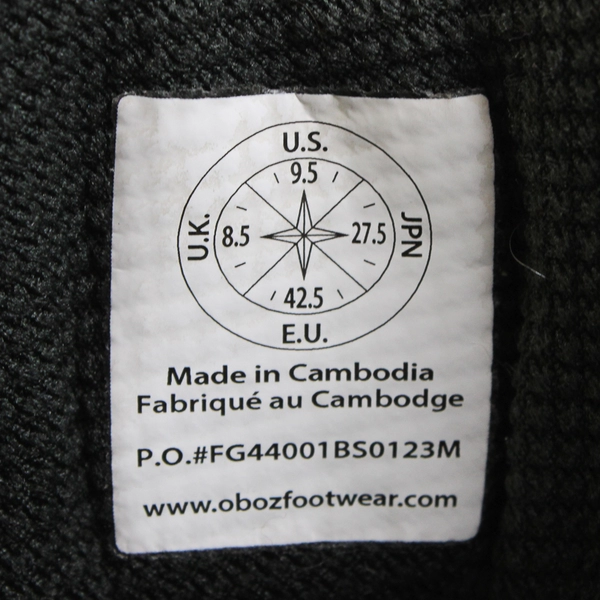 U.S.
9.5
U.K. 8.5 27.5 JPN
42.5
E.U.
Made in Cambodia
Fabriqué au Cambodge
P.O.#FG44001BS0123M
www.obozfootwear.com